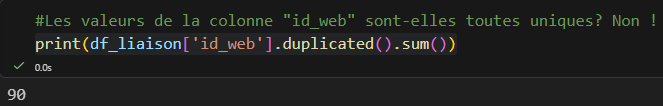 #Les valeurs de la colonne "id_web" sont-elles toutes uniques? Non !
print(df_liaison['id_web'].duplicated().sum())
0.0s
90